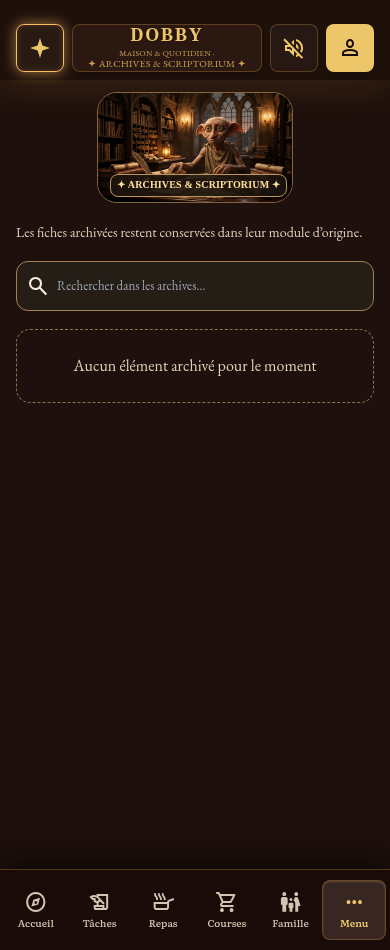 DOBBY
MAISON & QUOTIDIEN ·
✦ ARCHIVES & SCRIPTORIUM ✦
✦ ARCHIVES & SCRIPTORIUM ✦
Les fiches archivées restent conservées dans leur module d’origine.
Rechercher dans les archives…
Aucun élément archivé pour le moment
Accueil
Tâches
Repas
Courses
Famille
Menu